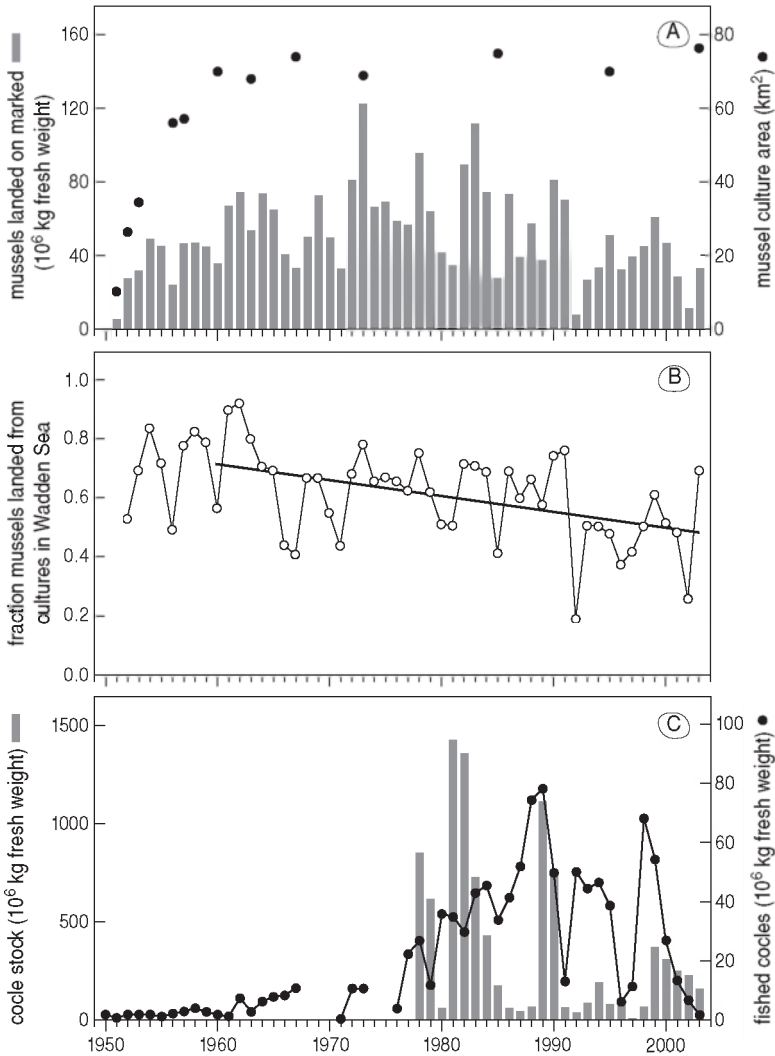 mussels landed on marked
(10⁶ kg fresh weight)
160
120
80
40
0
A
80
60
40
20
0
mussel culture area (km²)
fraction mussels landed from
cultures in Wadden Sea
1.0
0.8
0.6
0.4
0.2
0.0
B
cocle stock (10⁶ kg fresh weight)
1500
1000
500
0
C
100
80
60
40
20
0
fished cocles (10⁶ kg fresh weight)
1950 1960 1970 1980 1990 2000